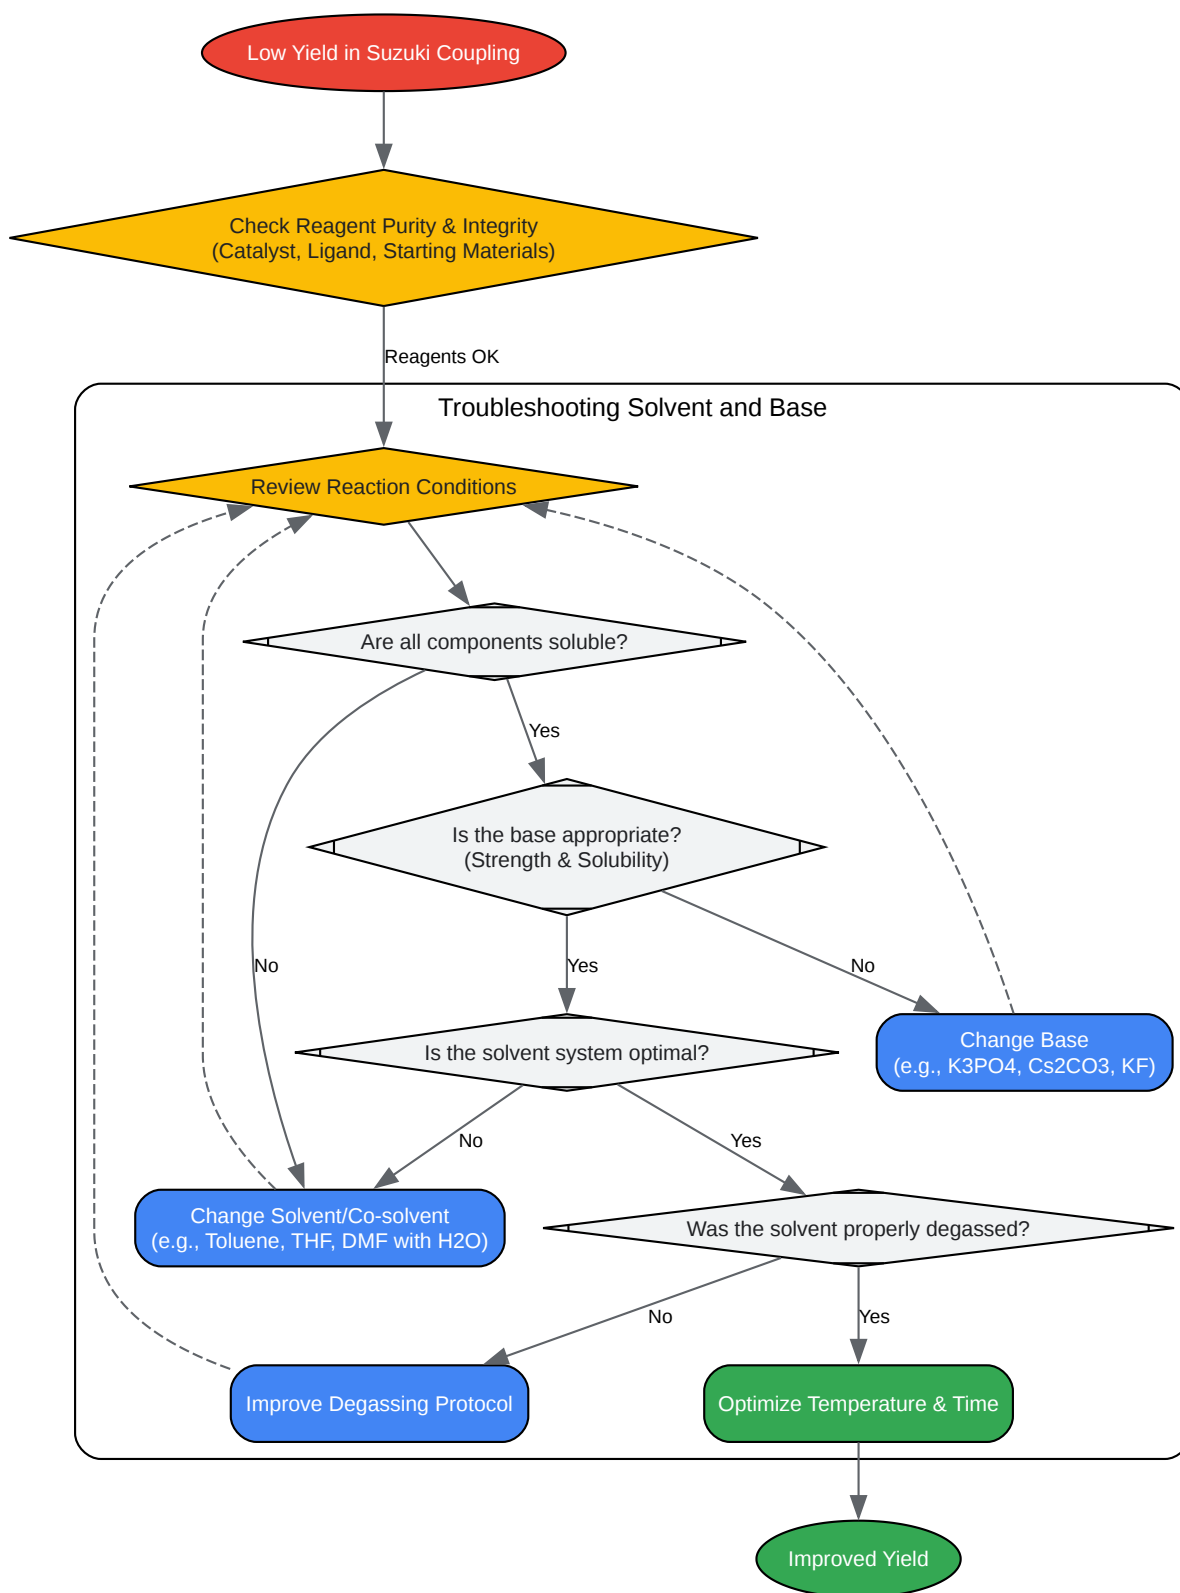 Low Yield in Suzuki Coupling
Check Reagent Purity & Integrity
(Catalyst, Ligand, Starting Materials)
Reagents OK
Troubleshooting Solvent and Base
Review Reaction Conditions
Are all components soluble?
Yes
Is the base appropriate?
(Strength & Solubility)
No
Yes
No
Change Base
(e.g., K3PO4, Cs2CO3, KF)
Is the solvent system optimal?
No
Yes
Change Solvent/Co-solvent
(e.g., Toluene, THF, DMF with H2O)
Was the solvent properly degassed?
No
Yes
Improve Degassing Protocol
Optimize Temperature & Time
Improved Yield